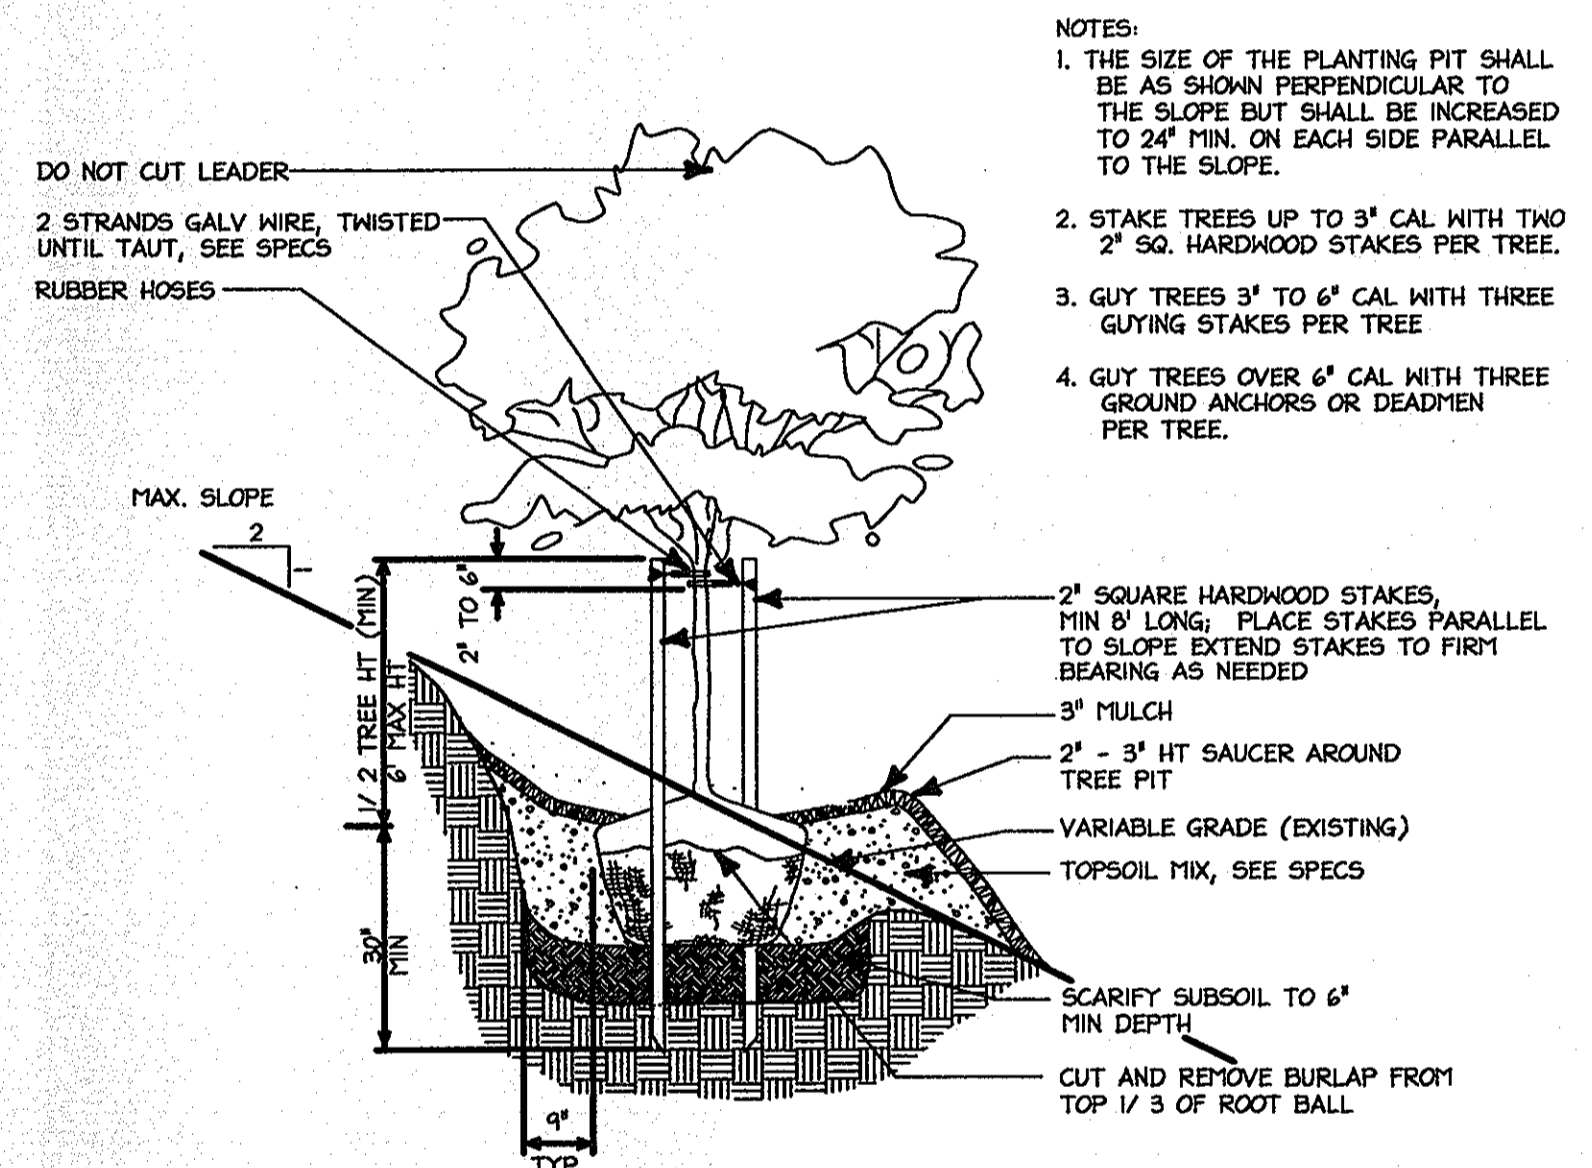 NOTES:
1. THE SIZE OF THE PLANTING PIT SHALL
BE AS SHOWN PERPENDICULAR TO
THE SLOPE BUT SHALL BE INCREASED
TO 24" MIN. ON EACH SIDE PARALLEL
TO THE SLOPE.
2. STAKE TREES UP TO 3" CAL WITH TWO
2" SQ. HARDWOOD STAKES PER TREE.
3. GUY TREES 3" TO 6" CAL WITH THREE
GUYING STAKES PER TREE
4. GUY TREES OVER 6" CAL WITH THREE
GROUND ANCHORS OR DEADMEN
PER TREE.
DO NOT CUT LEADER
2 STRANDS GALV WIRE, TWISTED
UNTIL TAUT, SEE SPECS
RUBBER HOSES
MAX. SLOPE
2
1
1/ 2 TREE HT (MIN)
6' MAX HT
2" TO 6"
30"
MIN
9"
TYP
2" SQUARE HARDWOOD STAKES,
MIN 8' LONG; PLACE STAKES PARALLEL
TO SLOPE EXTEND STAKES TO FIRM
BEARING AS NEEDED
3" MULCH
2" - 3" HT SAUCER AROUND
TREE PIT
VARIABLE GRADE (EXISTING)
TOPSOIL MIX, SEE SPECS
SCARIFY SUBSOIL TO 6"
MIN DEPTH
CUT AND REMOVE BURLAP FROM
TOP 1/ 3 OF ROOT BALL